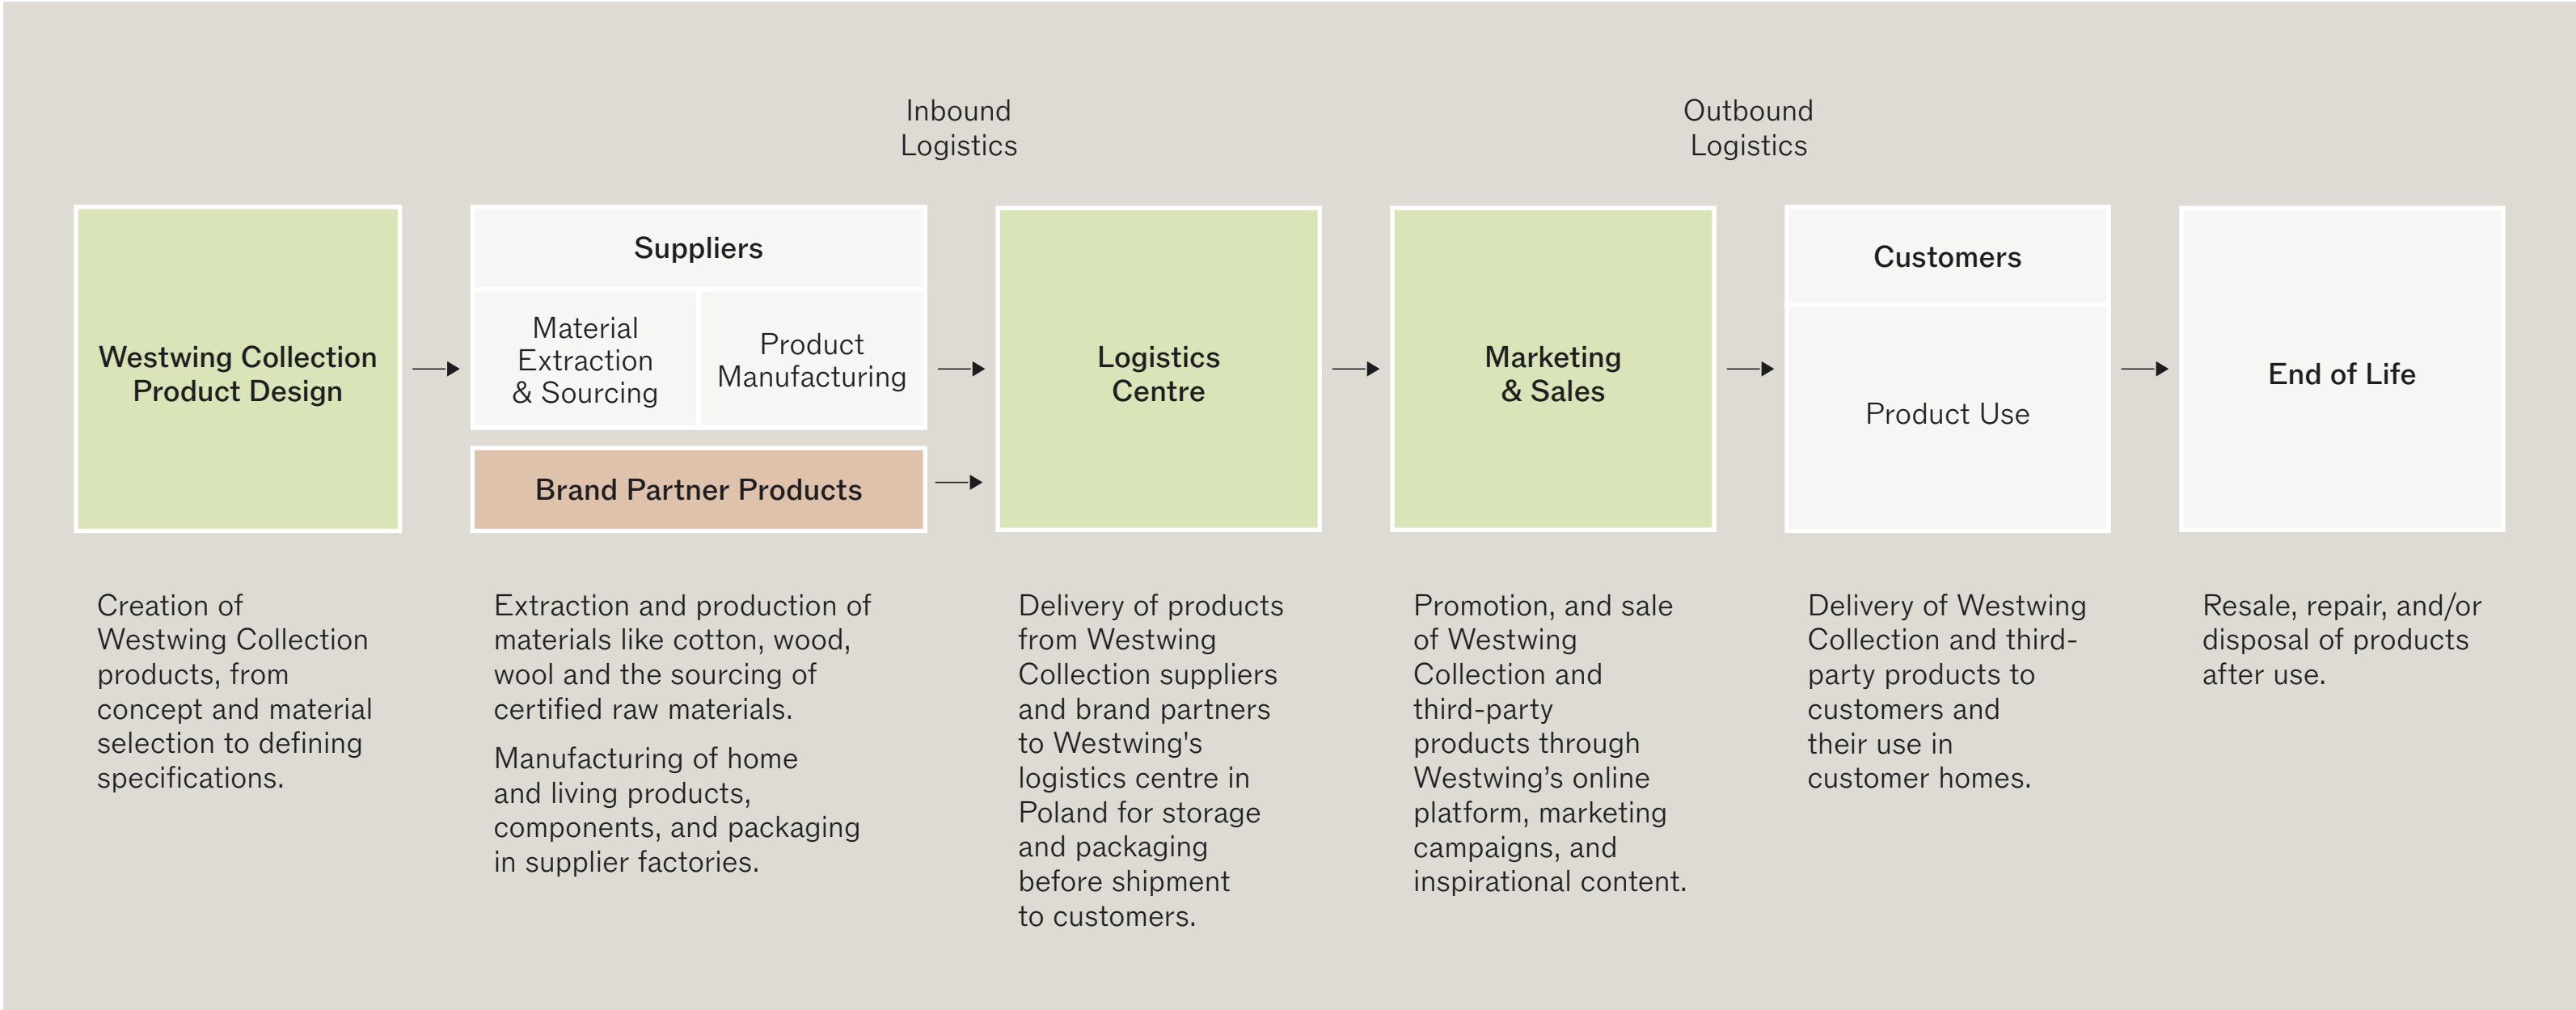 Inbound
Logistics
Outbound
Logistics
Westwing Collection
Product Design
Suppliers
Material
Extraction
& Sourcing
Product
Manufacturing
Brand Partner Products
Logistics
Centre
Marketing
& Sales
Customers
Product Use
End of Life
Creation of
Westwing Collection
products, from
concept and material
selection to defining
specifications.
Extraction and production of
materials like cotton, wood,
wool and the sourcing of
certified raw materials.
Manufacturing of home
and living products,
components, and packaging
in supplier factories.
Delivery of products
from Westwing
Collection suppliers
and brand partners
to Westwing's
logistics centre in
Poland for storage
and packaging
before shipment
to customers.
Promotion, and sale
of Westwing
Collection and
third-party
products through
Westwing’s online
platform, marketing
campaigns, and
inspirational content.
Delivery of Westwing
Collection and third-
party products to
customers and
their use in
customer homes.
Resale, repair, and/or
disposal of products
after use.